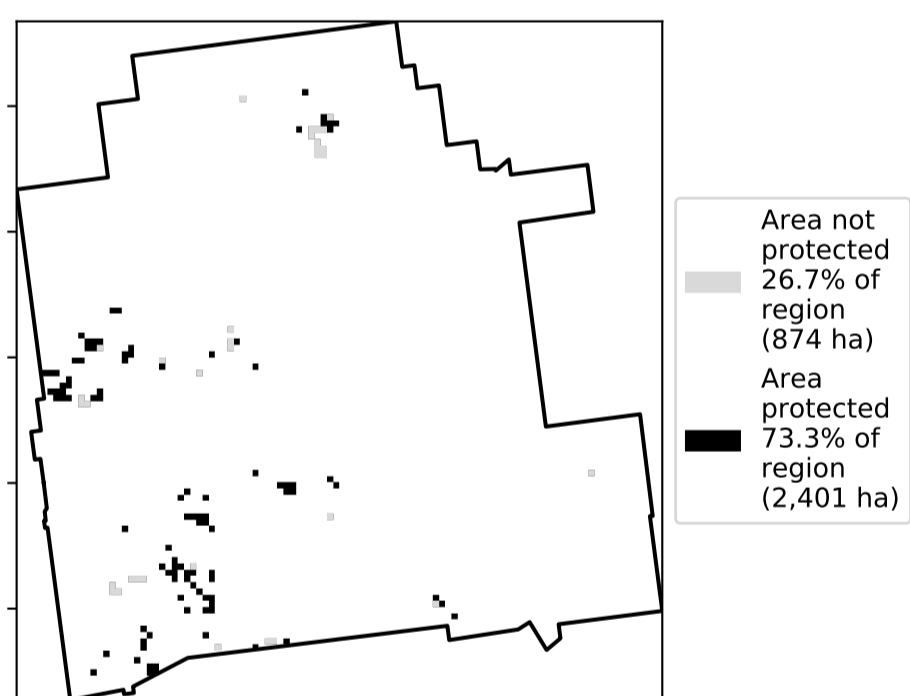 Area not
protected
26.7% of
region
(874 ha)
Area
protected
73.3% of
region
(2,401 ha)